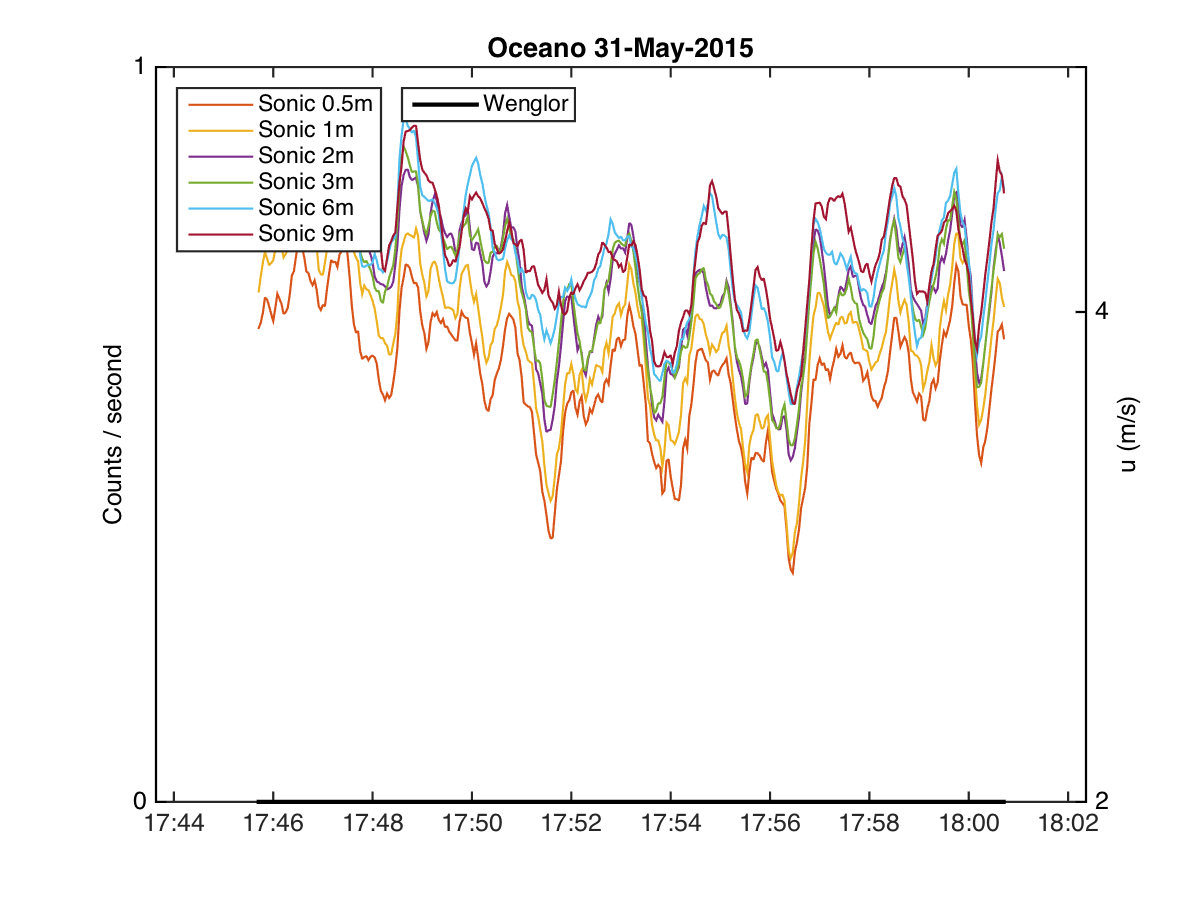 Oceano 31-May-2015
1
Sonic 0.5m
Sonic 1m
Sonic 2m
Sonic 3m
Sonic 6m
Sonic 9m
Wenglor
Counts / second
4
u (m/s)
0
2
17:44 17:46 17:48 17:50 17:52 17:54 17:56 17:58 18:00 18:02